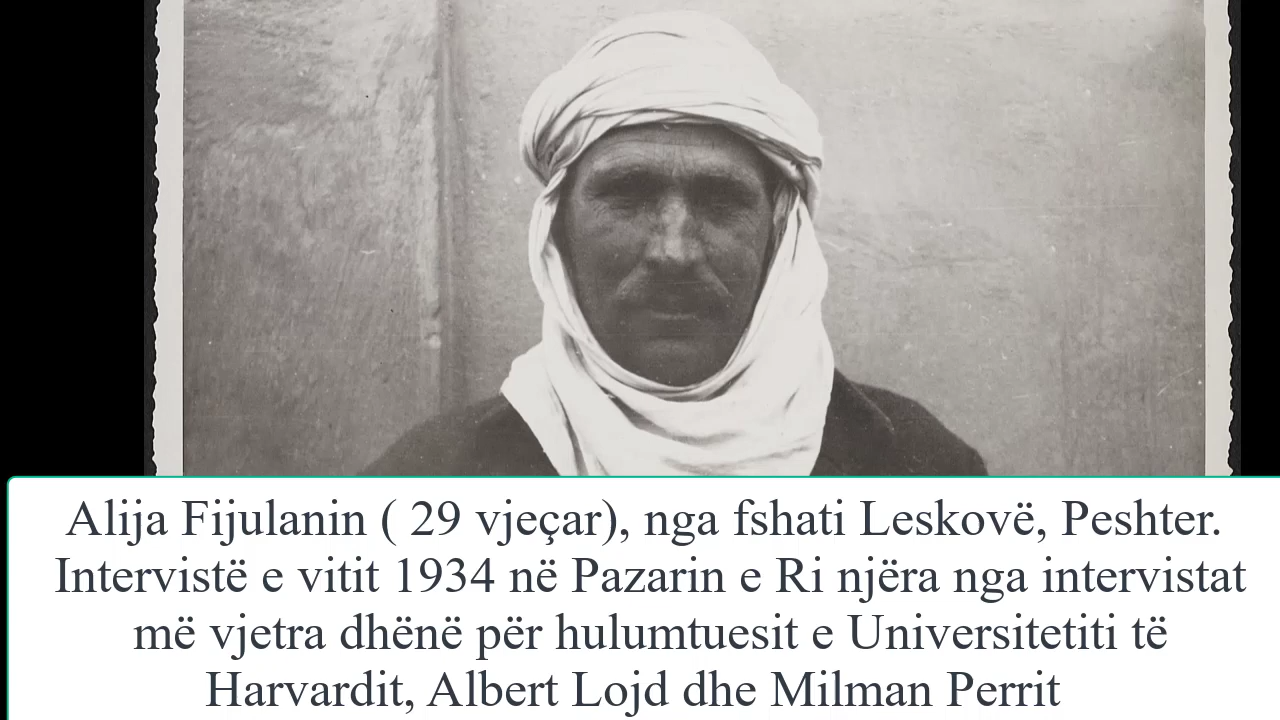 Alija Fijulanin ( 29 vjeçar), nga fshati Leskovë, Peshter.
Intervistë e vitit 1934 në Pazarin e Ri njëra nga intervistat
më vjetra dhënë për hulumtuesit e Universitetiti të
Harvardit, Albert Lojd dhe Milman Perrit